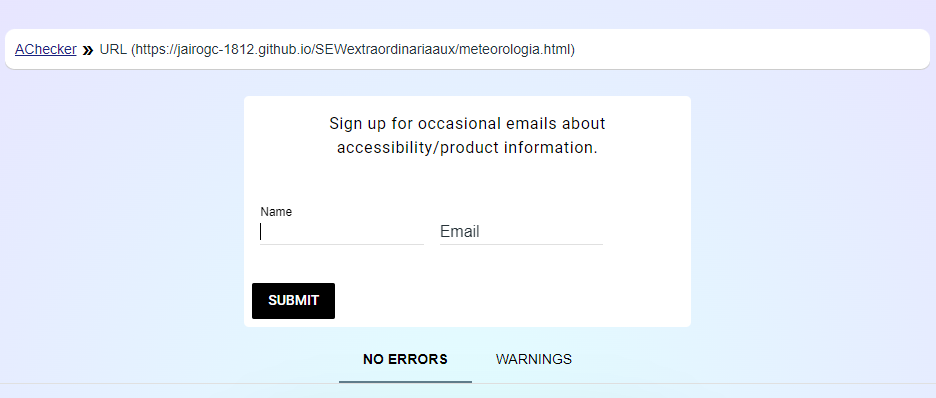 AChecker » URL (https://jairogc-1812.github.io/SEWextraordinariaaux/meteorologia.html)
Sign up for occasional emails about
accessibility/product information.
Name
Email
SUBMIT
NO ERRORS WARNINGS